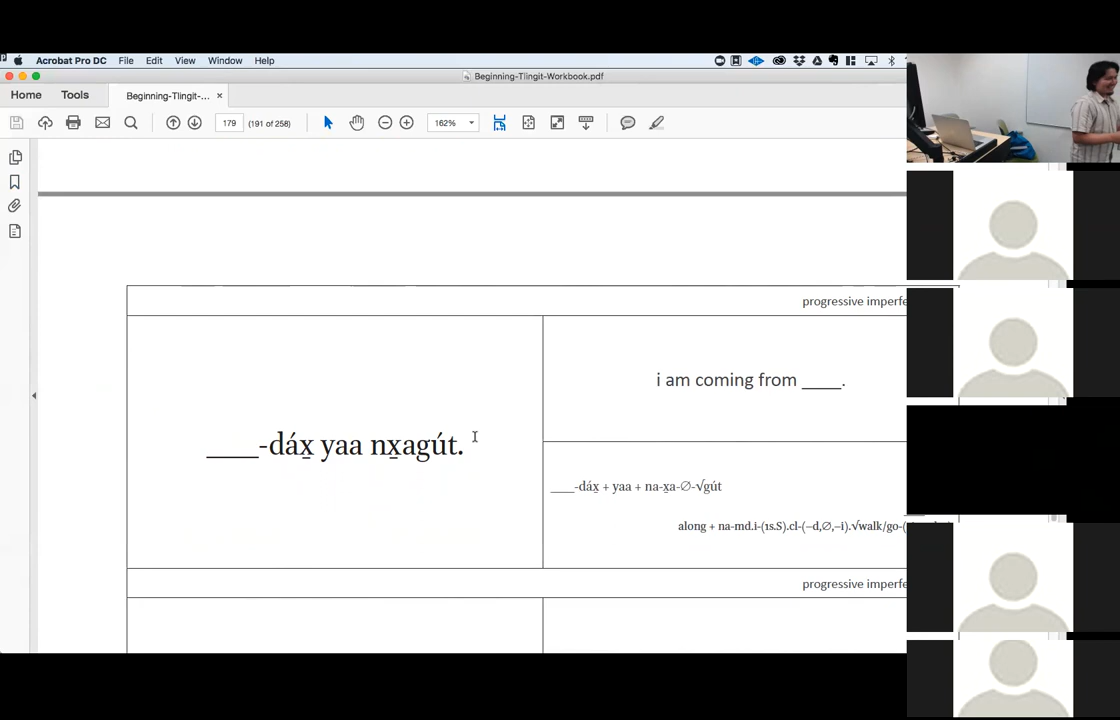 Acrobat Pro DC File Edit View Window Help
Beginning-Tlingit-Workbook.pdf
Home Tools Beginning-Tlingit-... ×
179 (191 of 258) 162%
progressive imperfe
i am coming from ____.
____-dáx̱ yaa nx̱agút.
____-dáx̱ + yaa + na-x̱a-∅-√gút
along + na-md.i-(1s.S).cl-(–d,∅,–i).√walk/go-(
progressive imperfe